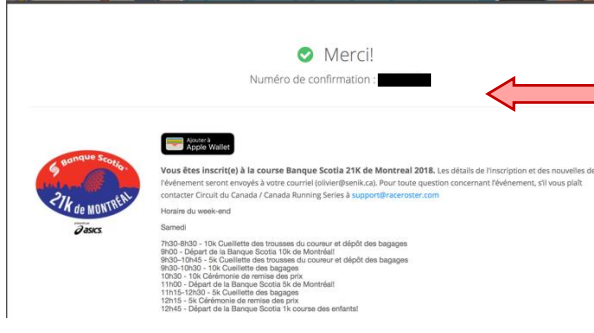 Merci!
Numéro de confirmation :
Ajouter à
Apple Wallet
Banque Scotia
21K de MONTRÉAL
asics
Vous êtes inscrit(e) à la course Banque Scotia 21K de Montreal 2018. Les détails de l'inscription et des nouvelles de
l'événement seront envoyés à votre courriel (olivier@senik.ca). Pour toute question concernant l'événement, s'il vous plaît
contacter Circuit du Canada / Canada Running Series à support@raceroster.com
Horaire du week-end
Samedi
7h30-8h30 - 10k Cueillette des trousses du coureur et dépôt des bagages
9h00 - Départ de la Banque Scotia 10k de Montréal!
9h30-10h45 - 5k Cueillette des trousses du coureur et dépôt des bagages
9h30-10h30 - 10k Cueillette des bagages
10h30 - 10k Cérémonie de remise des prix
11h00 - Départ de la Banque Scotia 5k de Montréal!
11h15-12h30 - 5k Cueillette des bagages
12h15 - 5k Cérémonie de remise des prix
12h45 - Départ de la Banque Scotia 1k course des enfants!